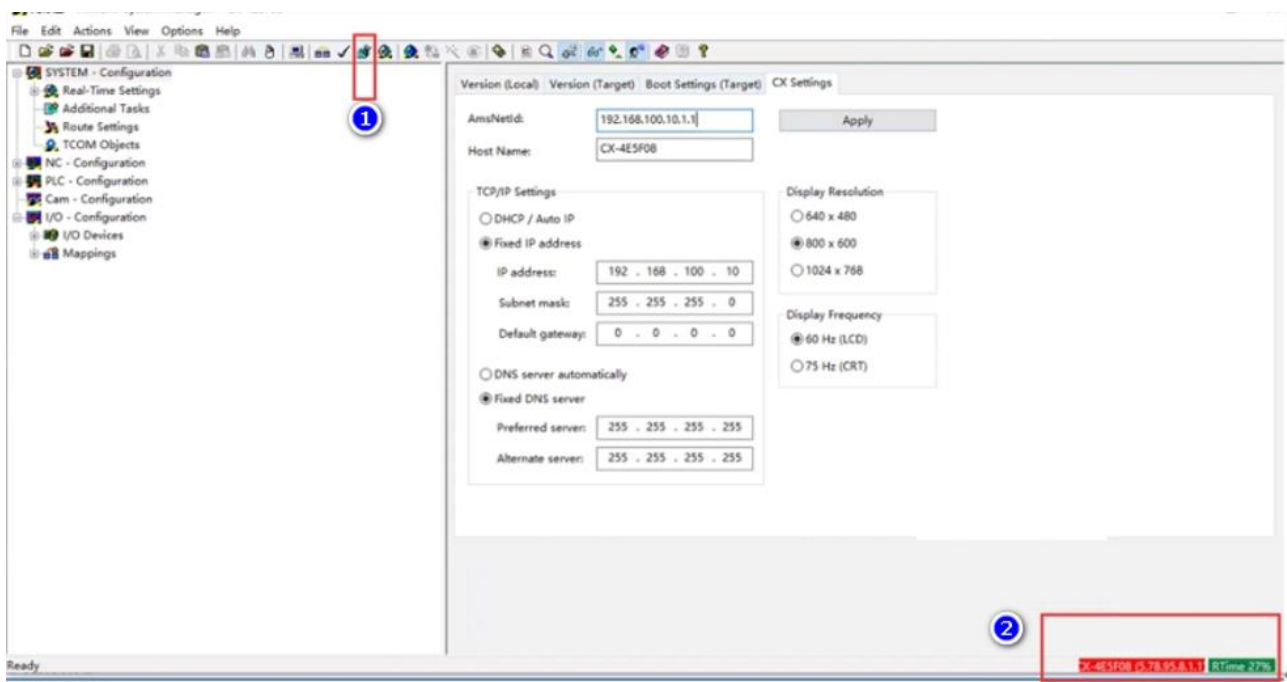 File Edit Actions View Options Help
SYSTEM - Configuration
Real-Time Settings
Additional Tasks
Route Settings
TCOM Objects
NC - Configuration
PLC - Configuration
Cam - Configuration
I/O - Configuration
I/O Devices
Mappings
1
Version (Local) Version (Target) Boot Settings (Target) CX Settings
AmsNetId: 192.168.100.10.1.1 Apply
Host Name: CX-4E5F08
TCP/IP Settings
DHCP / Auto IP
Fixed IP address
IP address: 192 . 168 . 100 . 10
Subnet mask: 255 . 255 . 255 . 0
Default gateway: 0 . 0 . 0 . 0
DNS server automatically
Fixed DNS server
Preferred server: 255 . 255 . 255 . 255
Alternate server: 255 . 255 . 255 . 255
Display Resolution
640 x 480
800 x 600
1024 x 768
Display Frequency
60 Hz (LCD)
75 Hz (CRT)
2
Ready CX-4E5F08 (5.78.95.8.1.1) RTime 27%